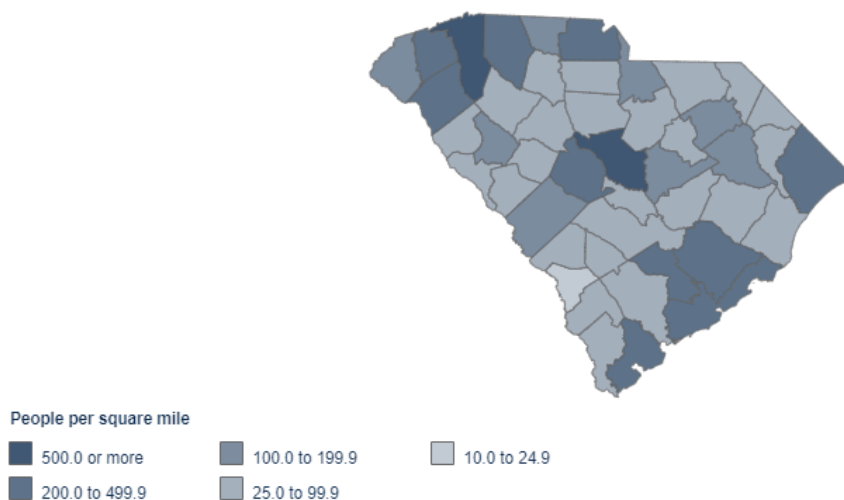 People per square mile
500.0 or more 100.0 to 199.9 10.0 to 24.9
200.0 to 499.9 25.0 to 99.9